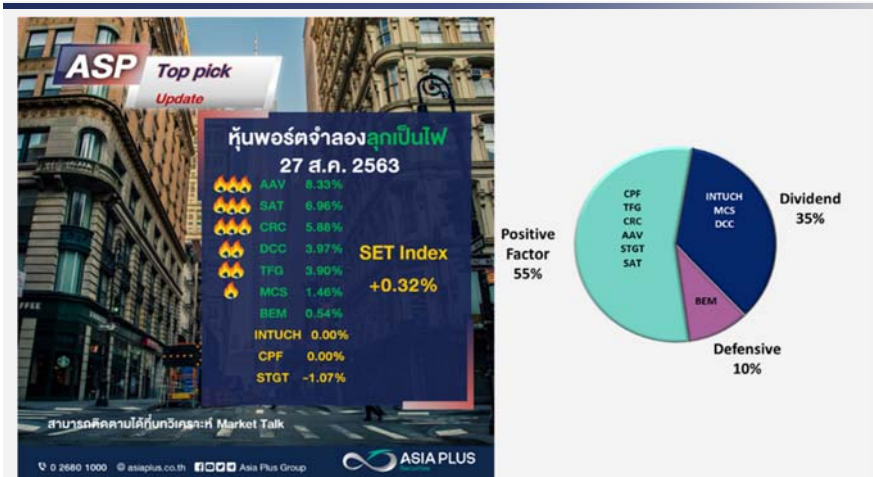 ASP Top pick
Update
หุ้นพอร์ตจำลองลุกเป็นไฟ
27 ส.ค. 2563
AAV 8.33%
SAT 6.96%
CRC 5.88%
DCC 3.97%
TFG 3.90%
MCS 1.46%
BEM 0.54%
INTUCH 0.00%
CPF 0.00%
STGT -1.07%
SET Index
+0.32%
สามารถติดตามได้ที่บทวิเคราะห์ Market Talk
0 2680 1000 asiaplus.co.th Asia Plus Group
ASIA PLUS
Securities
Positive
Factor
55%
CPF
TFG
CRC
AAV
STGT
SAT
INTUCH
MCS
DCC
Dividend
35%
BEM
Defensive
10%